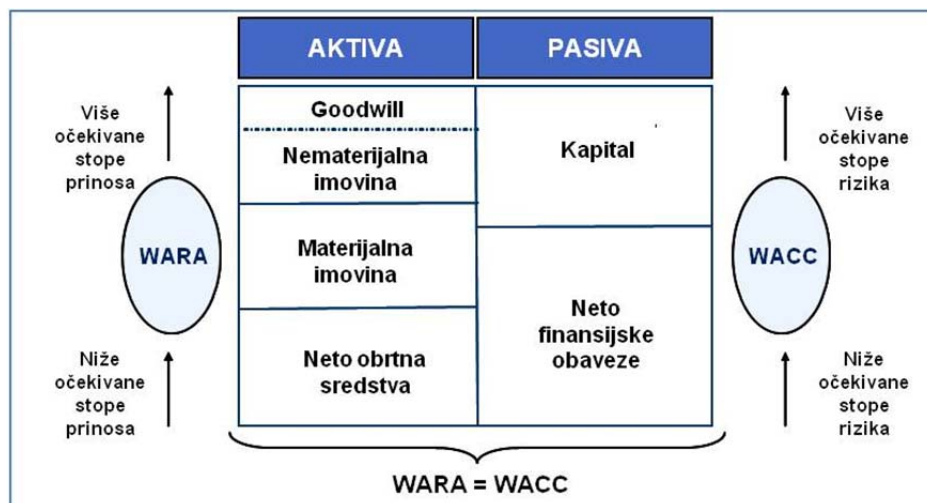 AKTIVA
PASIVA
Više
očekivane
stope
prinosa
WARA
Niže
očekivane
stope
prinosa
Goodwill
Nematerijalna
imovina
Materijalna
imovina
Neto obrtna
sredstva
Kapital
Neto
finansijske
obaveze
Više
očekivane
stope
rizika
WACC
Niže
očekivane
stope
rizika
WARA = WACC